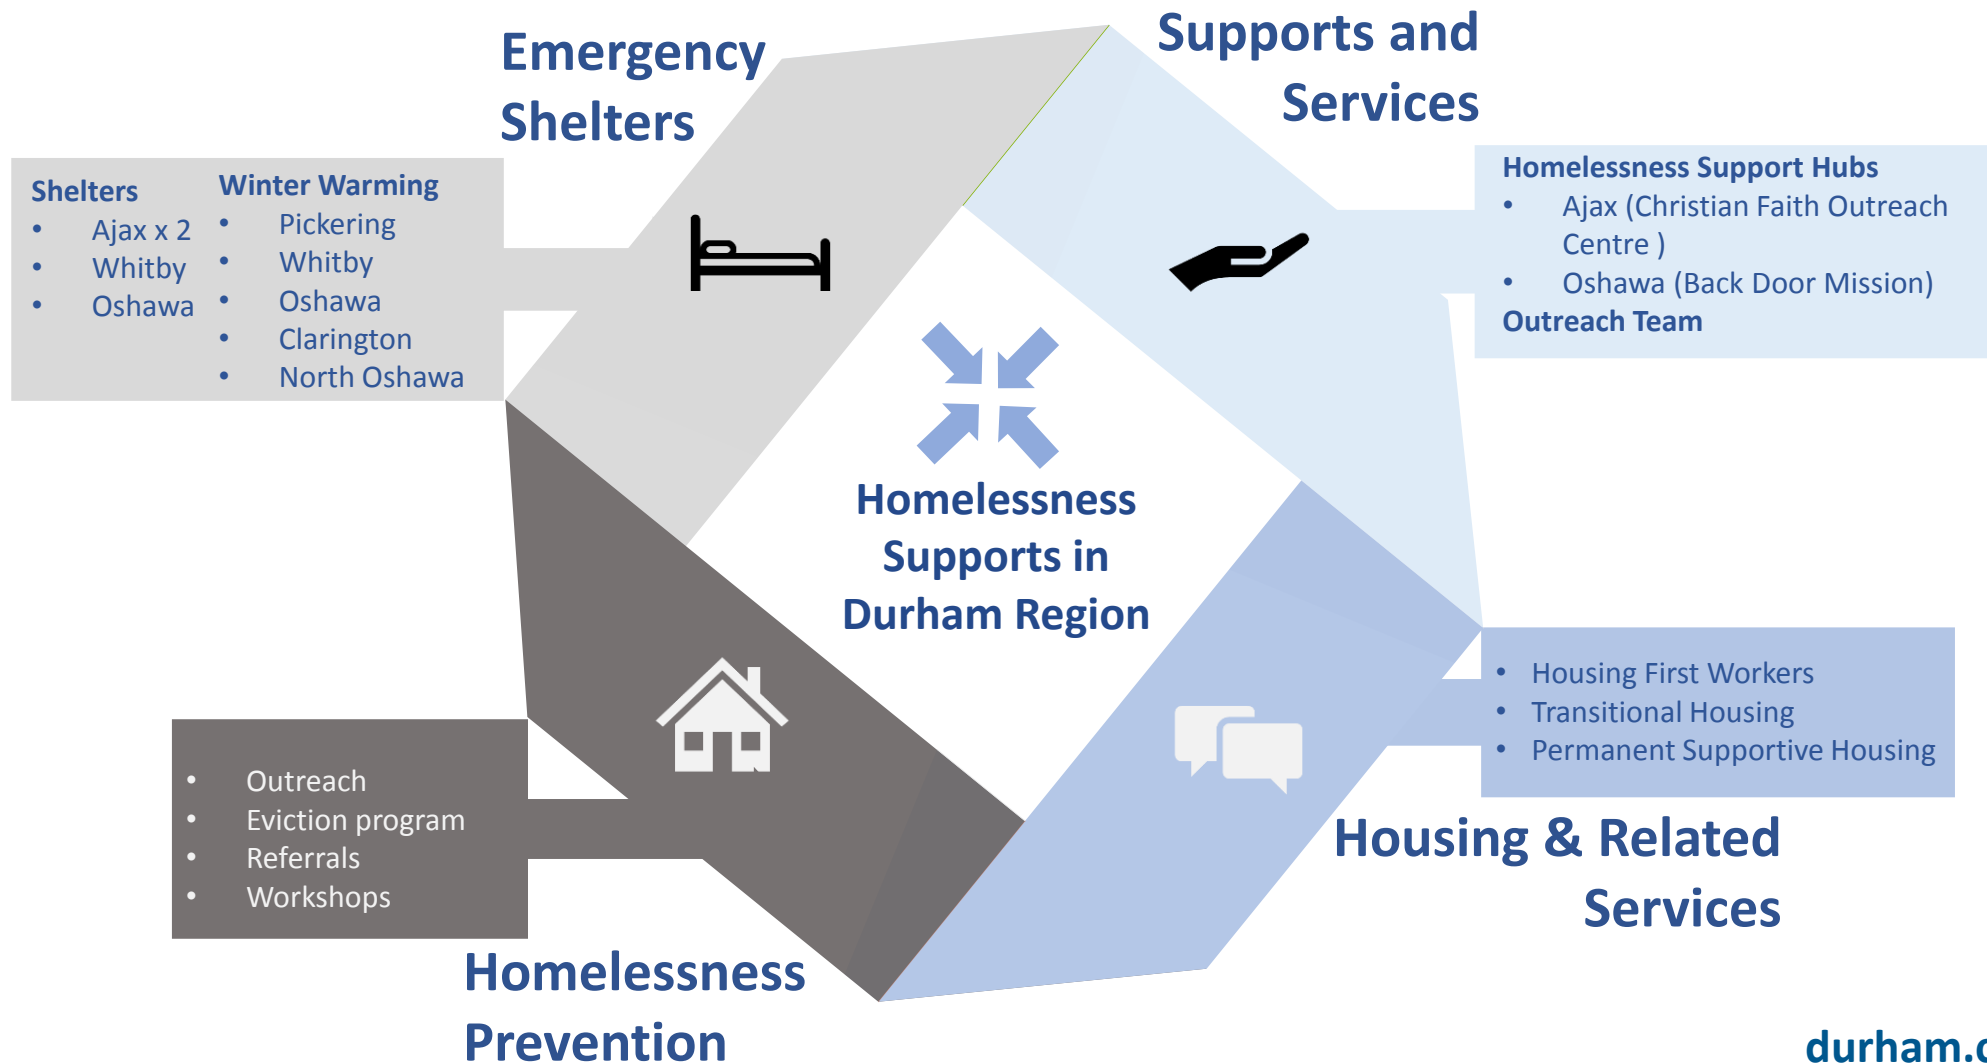 Emergency
Shelters
Shelters
• Ajax x 2
• Whitby
• Oshawa
Winter Warming
• Pickering
• Whitby
• Oshawa
• Clarington
• North Oshawa
Supports and
Services
Homelessness Support Hubs
• Ajax (Christian Faith Outreach
Centre )
• Oshawa (Back Door Mission)
Outreach Team
Homelessness
Supports in
Durham Region
• Outreach
• Eviction program
• Referrals
• Workshops
Homelessness
Prevention
• Housing First Workers
• Transitional Housing
• Permanent Supportive Housing
Housing & Related
Services